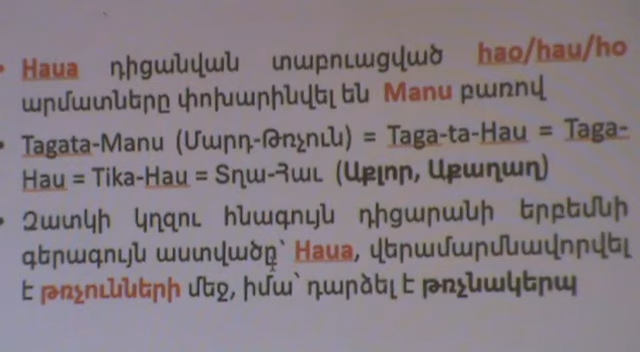 • Haua դիցանվան տաբուացված hao/hau/ho
արմատները փոխարինվել են Manu բառով
• Tagata-Manu (Մարդ-Թռչուն) = Taga-ta-Hau = Taga-
Hau = Tika-Hau = Տղա-Հաւ (Աքլոր, Աքաղաղ)
• Զատկի կղզու հնագույն դիցարանի երբեմնի
գերագույն աստվածը՝ Haua, վերամարմնավորվել
է թռչունների մեջ, իմա՝ դարձել է թռչնակերպ